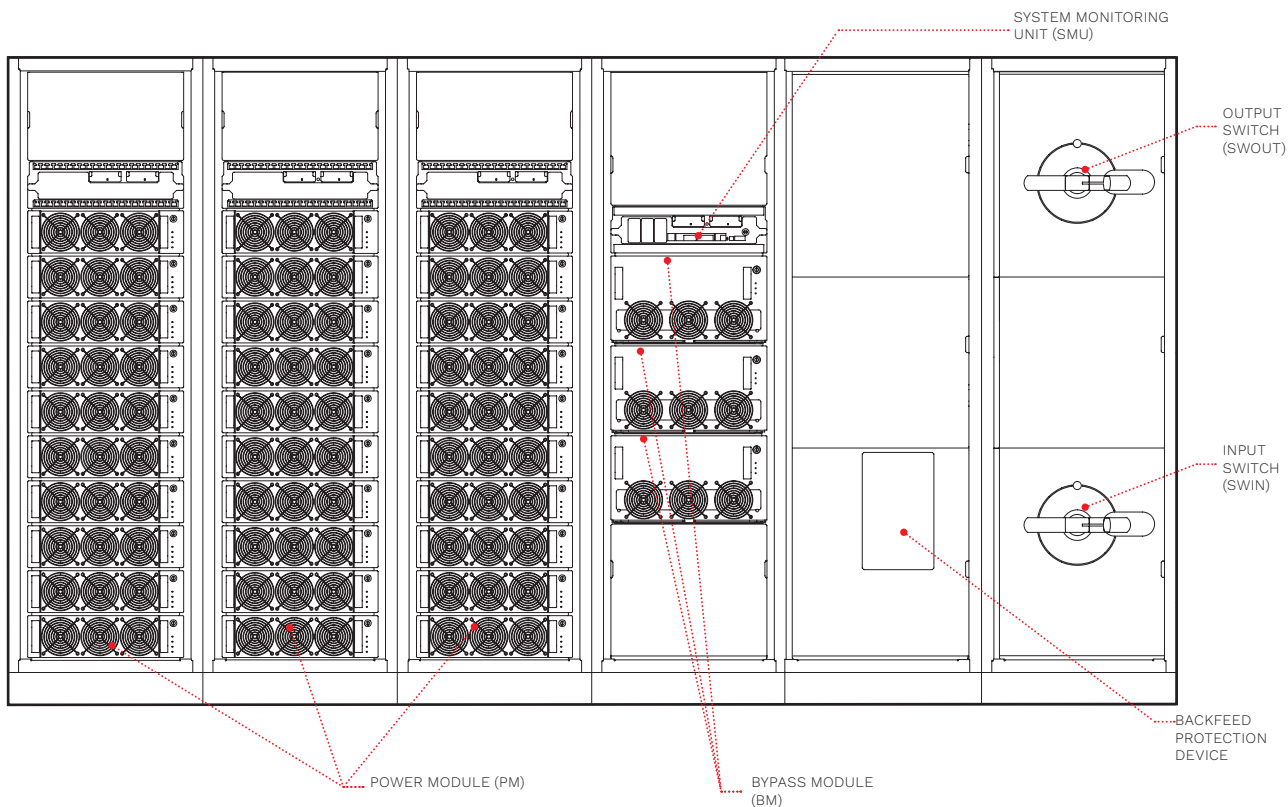 SYSTEM MONITORING
UNIT (SMU)
OUTPUT
SWITCH
(SWOUT)
INPUT
SWITCH
(SWIN)
BACKFEED
PROTECTION
DEVICE
POWER MODULE (PM)
BYPASS MODULE
(BM)